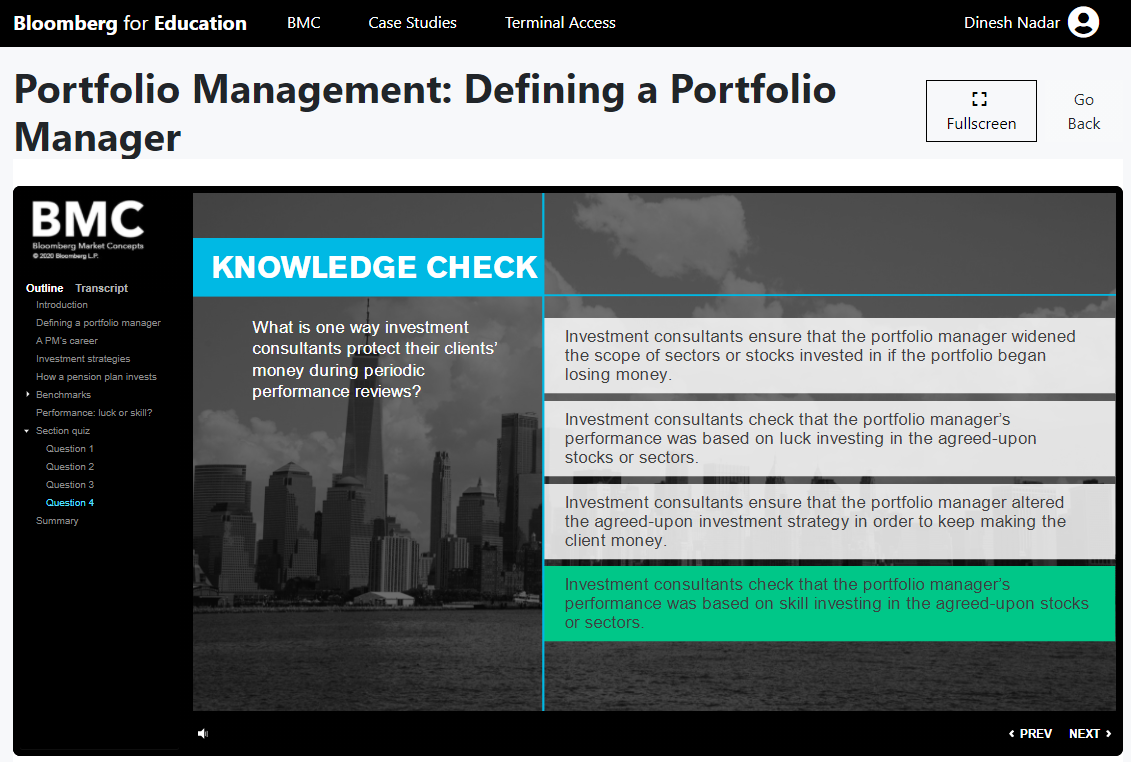 Bloomberg for Education
BMC
Case Studies
Terminal Access
Dinesh Nadar
Portfolio Management: Defining a Portfolio
Manager
Fullscreen
Go
Back
BMC
Bloomberg Market Concepts
© 2020 Bloomberg L.P.
Outline
Transcript
Introduction
Defining a portfolio manager
A PM's career
Investment strategies
How a pension plan invests
Benchmarks
Performance: luck or skill?
Section quiz
Question 1
Question 2
Question 3
Question 4
Summary
KNOWLEDGE CHECK
What is one way investment
consultants protect their clients’
money during periodic
performance reviews?
Investment consultants ensure that the portfolio manager widened
the scope of sectors or stocks invested in if the portfolio began
losing money.
Investment consultants check that the portfolio manager’s
performance was based on luck investing in the agreed-upon
stocks or sectors.
Investment consultants ensure that the portfolio manager altered
the agreed-upon investment strategy in order to keep making the
client money.
Investment consultants check that the portfolio manager’s
performance was based on skill investing in the agreed-upon stocks
or sectors.
PREV
NEXT